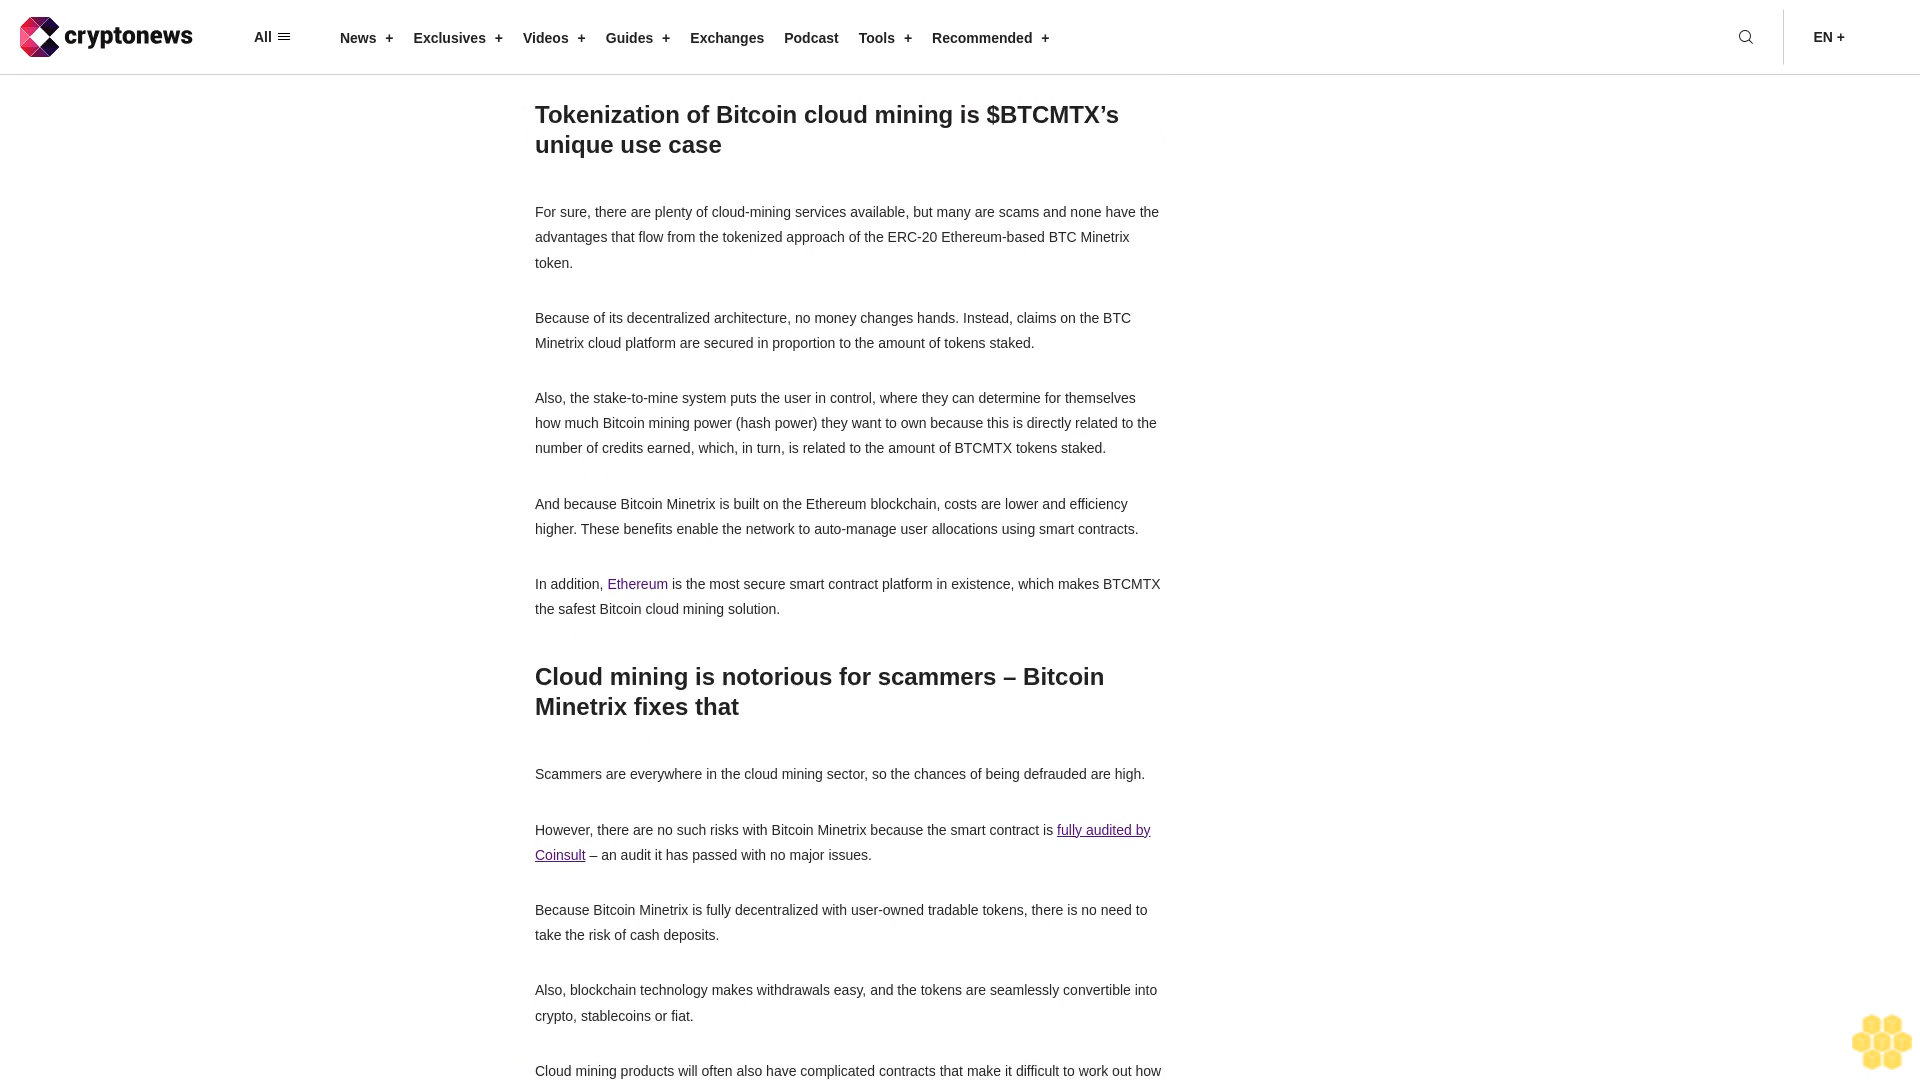 cryptonews
All
News + Exclusives + Videos + Guides + Exchanges Podcast Tools + Recommended +
EN +
Tokenization of Bitcoin cloud mining is $BTCMTX’s
unique use case
For sure, there are plenty of cloud-mining services available, but many are scams and none have the
advantages that flow from the tokenized approach of the ERC-20 Ethereum-based BTC Minetrix
token.
Because of its decentralized architecture, no money changes hands. Instead, claims on the BTC
Minetrix cloud platform are secured in proportion to the amount of tokens staked.
Also, the stake-to-mine system puts the user in control, where they can determine for themselves
how much Bitcoin mining power (hash power) they want to own because this is directly related to the
number of credits earned, which, in turn, is related to the amount of BTCMTX tokens staked.
And because Bitcoin Minetrix is built on the Ethereum blockchain, costs are lower and efficiency
higher. These benefits enable the network to auto-manage user allocations using smart contracts.
In addition, Ethereum is the most secure smart contract platform in existence, which makes BTCMTX
the safest Bitcoin cloud mining solution.
Cloud mining is notorious for scammers – Bitcoin
Minetrix fixes that
Scammers are everywhere in the cloud mining sector, so the chances of being defrauded are high.
However, there are no such risks with Bitcoin Minetrix because the smart contract is fully audited by
Coinsult – an audit it has passed with no major issues.
Because Bitcoin Minetrix is fully decentralized with user-owned tradable tokens, there is no need to
take the risk of cash deposits.
Also, blockchain technology makes withdrawals easy, and the tokens are seamlessly convertible into
crypto, stablecoins or fiat.
Cloud mining products will often also have complicated contracts that make it difficult to work out how